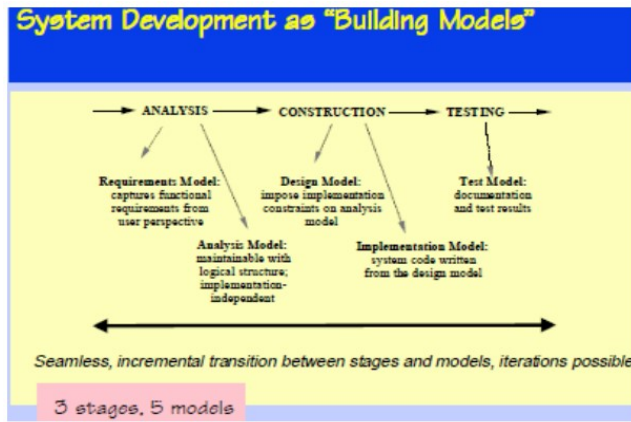 System Development as "Building Models"
ANALYSIS
CONSTRUCTION
TESTING
Requirements Model:
captures functional
requirements from
user perspective
Design Model:
impose implementation
constraints on analysis
model
Test Model:
documentation
and test results
Analysis Model:
maintainable with
logical structure;
implementation-
independent
Implementation Model:
system code written
from the design model
Seamless, incremental transition between stages and models, iterations possible
3 stages, 5 models